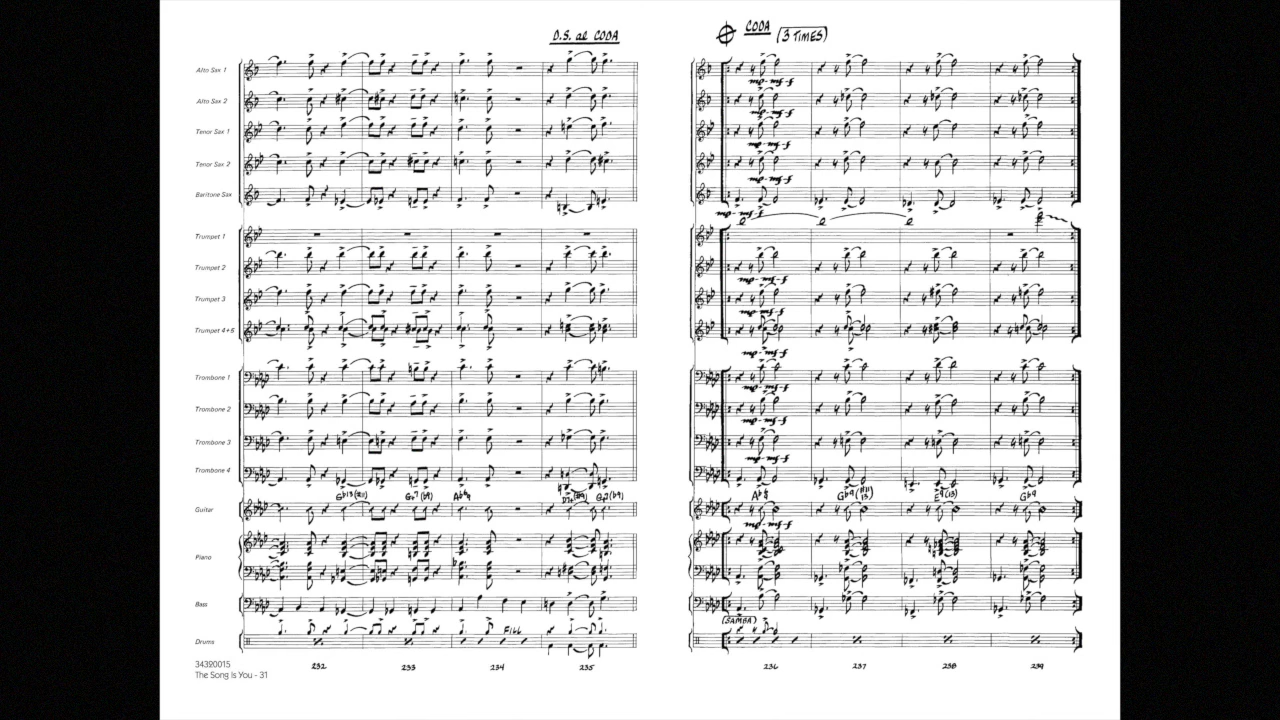 D.S. al CODA
CODA (3 TIMES)
Alto Sax 1
Alto Sax 2
Tenor Sax 1
Tenor Sax 2
Baritone Sax
Trumpet 1
Trumpet 2
Trumpet 3
Trumpet 4+5
Trombone 1
Trombone 2
Trombone 3
Trombone 4
Guitar
Piano
Bass
(SAMBA)
FILL
Drums
232 233 234 235 236 237 238 239
34320015
The Song Is You - 31